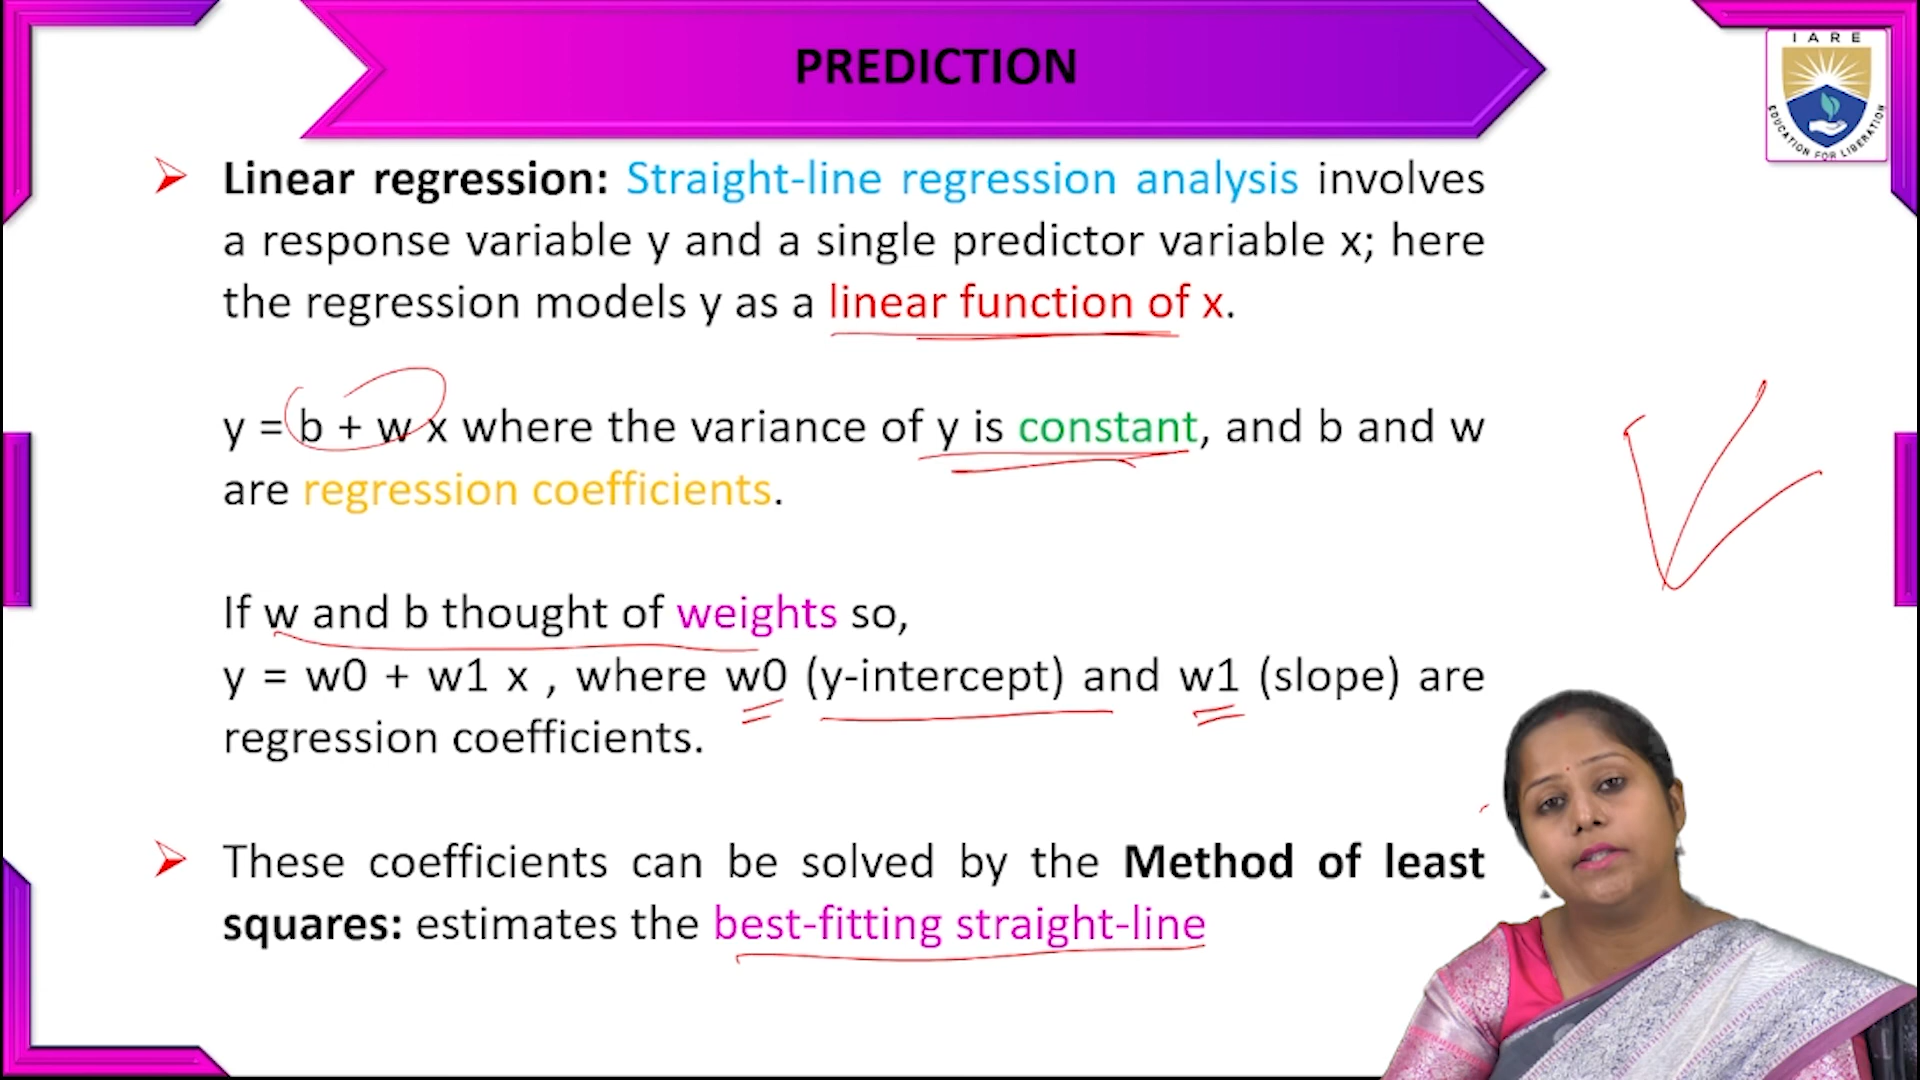 PREDICTION
IARE
EDUCATION FOR LIBERATION
Linear regression: Straight-line regression analysis involves
a response variable y and a single predictor variable x; here
the regression models y as a linear function of x.
y = b + w x where the variance of y is constant, and b and w
are regression coefficients.
If w and b thought of weights so,
y = w0 + w1 x , where w0 (y-intercept) and w1 (slope) are
regression coefficients.
These coefficients can be solved by the Method of least
squares: estimates the best-fitting straight-line